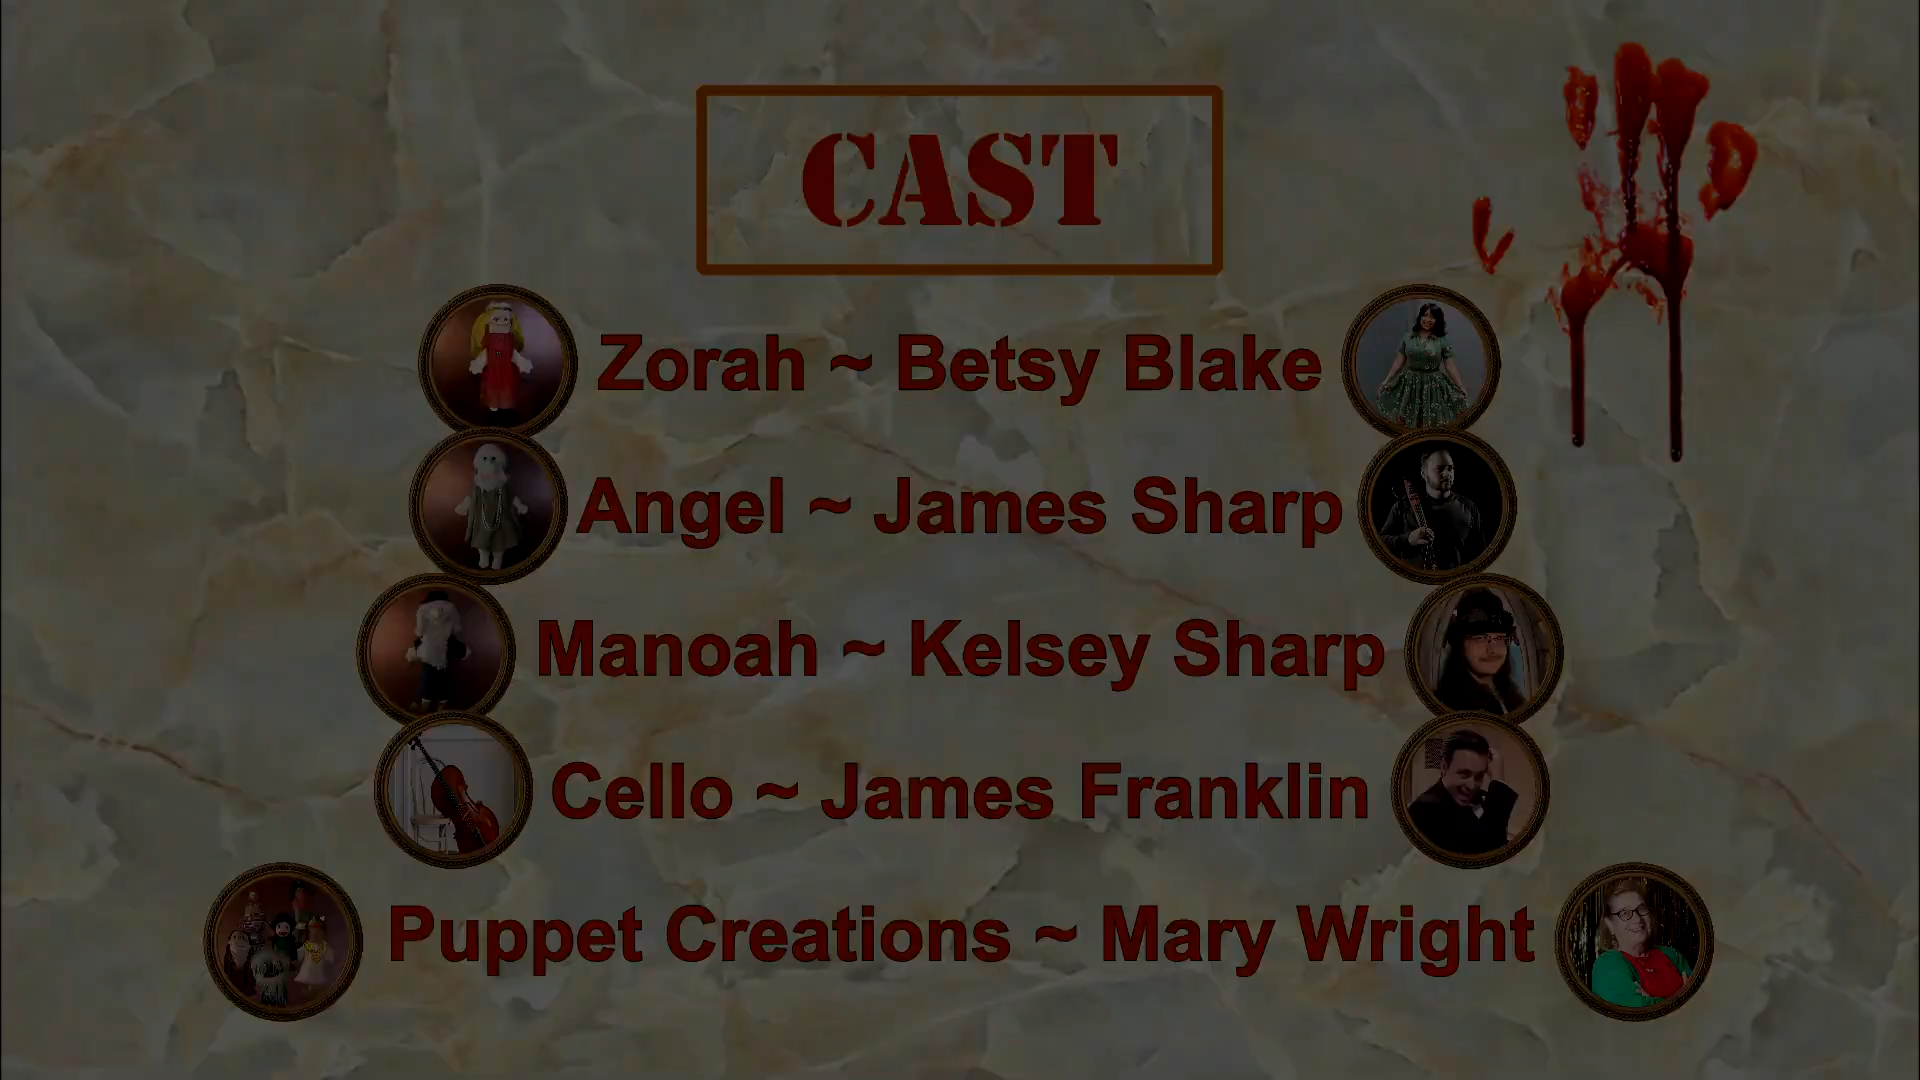 CAST
Zorah ~ Betsy Blake
Angel ~ James Sharp
Manoah ~ Kelsey Sharp
Cello ~ James Franklin
Puppet Creations ~ Mary Wright